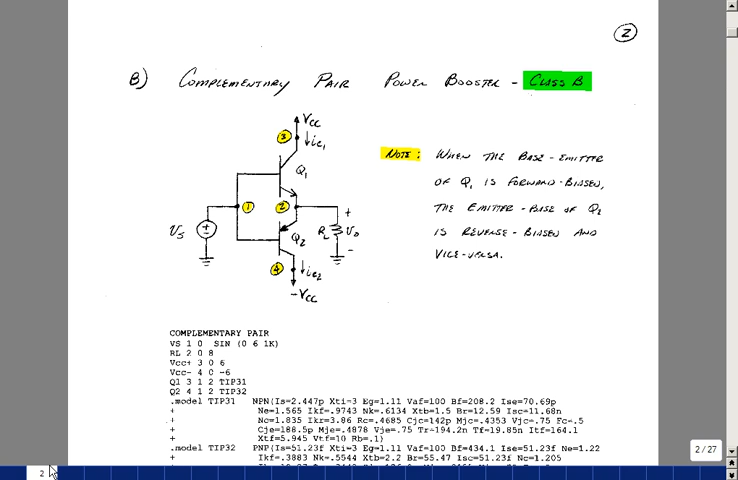 2
B) COMPLEMENTARY PAIR POWER BOOSTER - CLASS B
VCC
3
ic1
Q1
NOTE: WHEN THE BASE-EMITTER
OF Q1 IS FORWARD-BIASED,
THE EMITTER-BASE OF Q2
IS REVERSE-BIASED AND
VICE-VERSA.
1
2
+
VS
+
-
Q2
RL
VO
-
4
ic2
-VCC
COMPLEMENTARY PAIR
VS 1 0 SIN (0 6 1K)
RL 2 0 8
Vcc+ 3 0 6
Vcc- 4 0 -6
Q1 3 1 2 TIP31
Q2 4 1 2 TIP32
.model TIP31 NPN(Is=2.447p Xti=3 Eg=1.11 Vaf=100 Bf=208.2 Ise=70.69p
+ Ne=1.565 Ikf=.9743 Nk=.6134 Xtb=1.5 Br=12.59 Isc=11.68n
+ Nc=1.835 Ikr=3.86 Rc=.4685 Cjc=142p Mjc=.4353 Vjc=.75 Fc=.5
+ Cje=188.5p Mje=.4878 Vje=.75 Tr=194.2n Tf=19.85n Itf=164.1
+ Xtf=5.945 Vtf=10 Rb=.1)
.model TIP32 PNP(Is=51.23f Xti=3 Eg=1.11 Vaf=100 Bf=434.1 Ise=51.23f Ne=1.22
+ Ikf=.3883 Nk=.5544 Xtb=2.2 Br=55.47 Isc=51.23f Nc=1.205
2 / 27
2